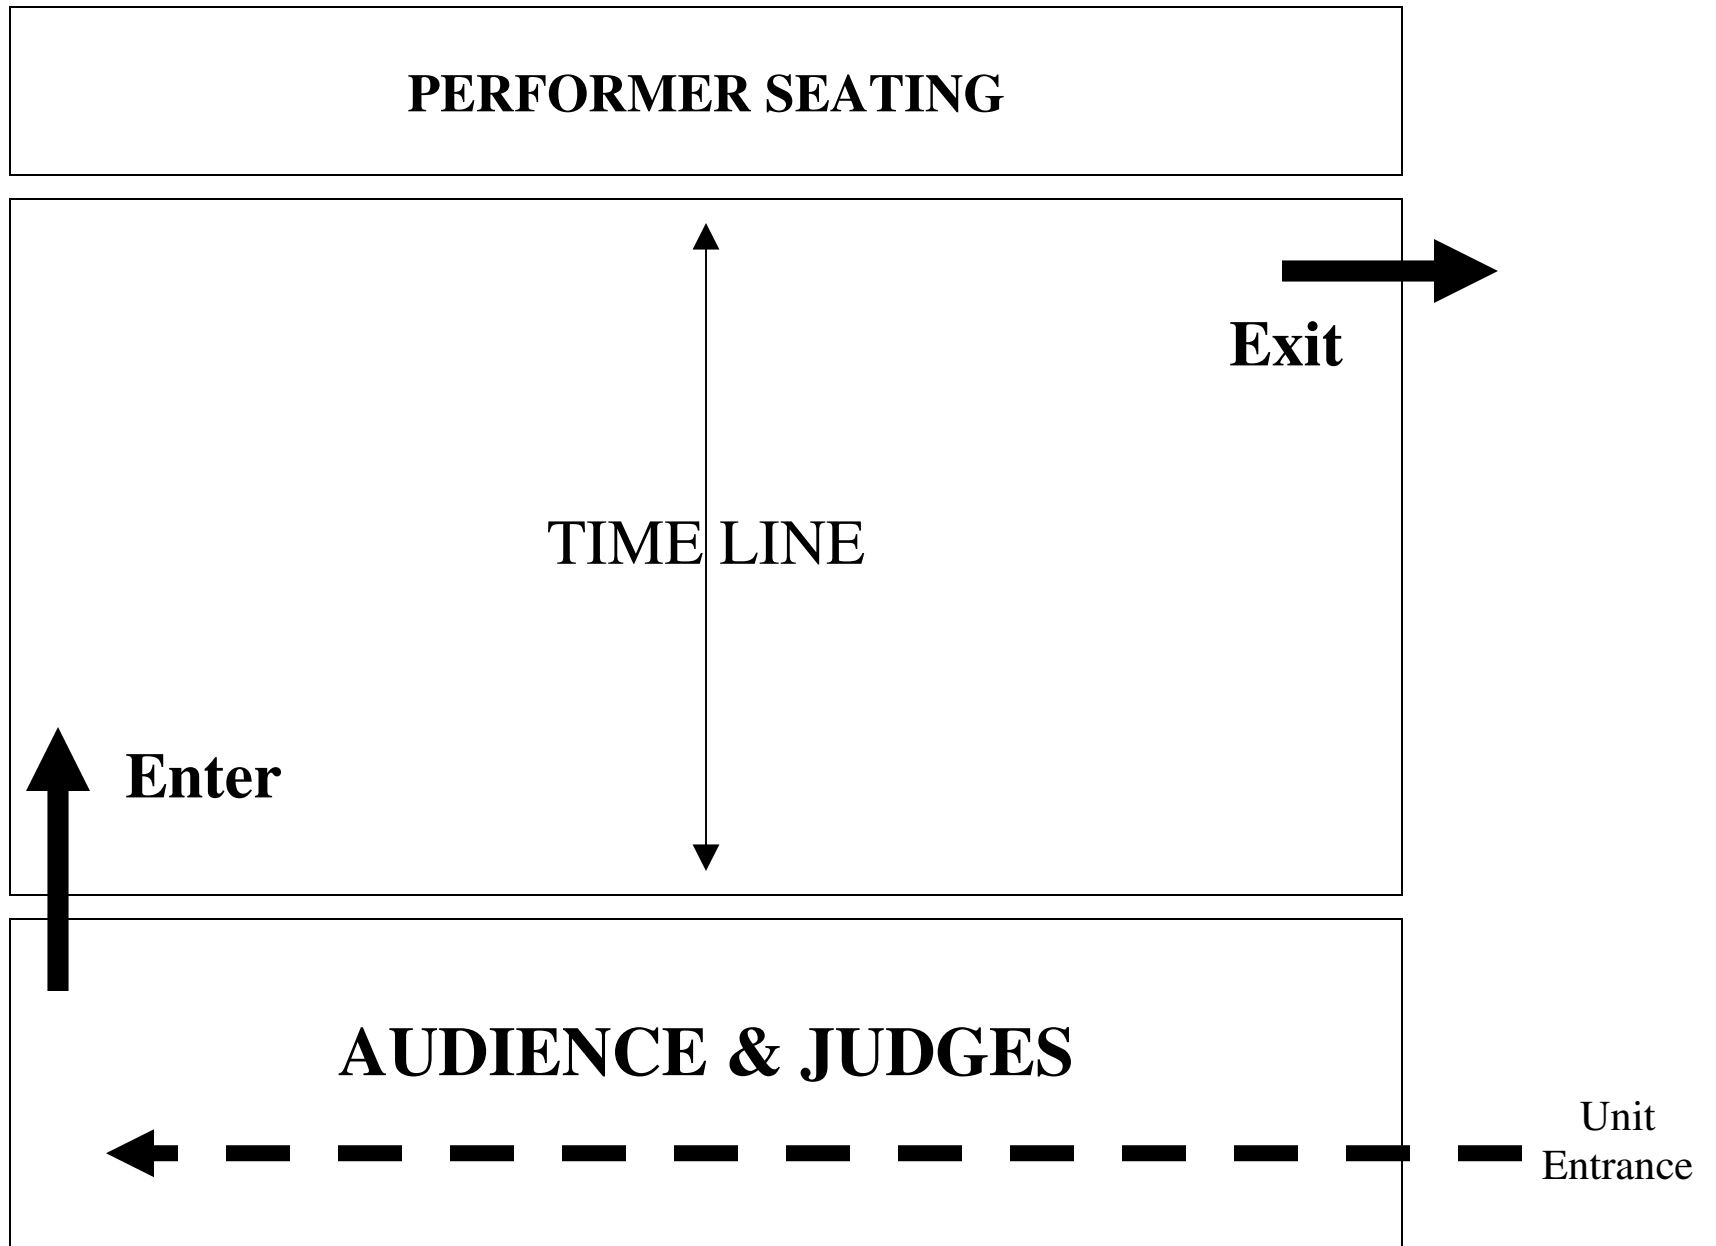 PERFORMER SEATING
Exit
TIME LINE
Enter
AUDIENCE & JUDGES
Unit
Entrance